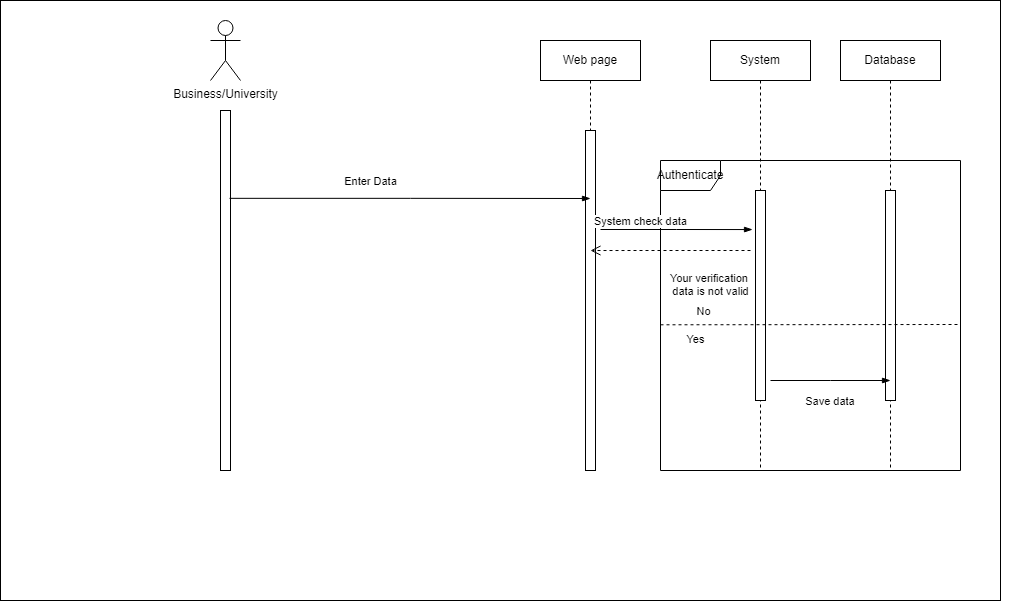 Web page
System
Database
Business/University
Authenticate
Enter Data
System check data
Your verification
data is not valid
No
Yes
Save data